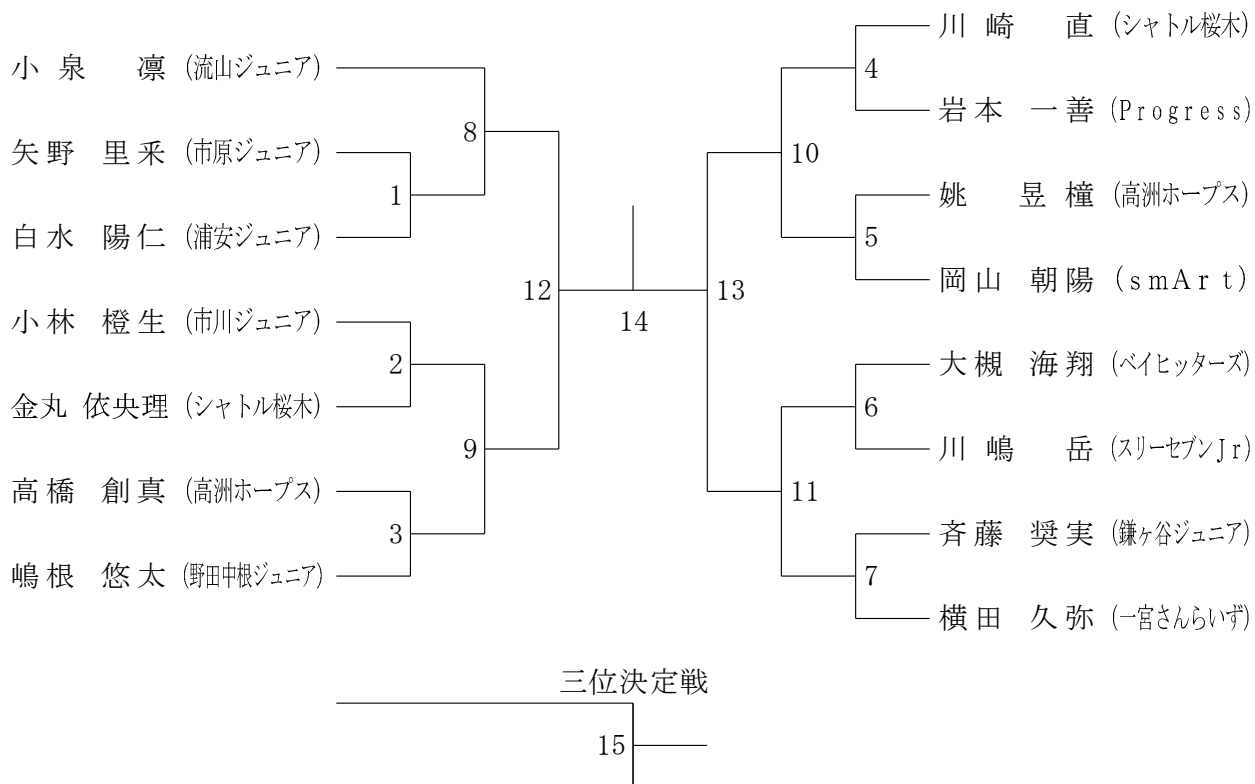 小泉 凛 (流山ジュニア)
矢野 里采 (市原ジュニア)
白水 陽仁 (浦安ジュニア)
小林 橙生 (市川ジュニア)
金丸 依央理 (シャトル桜木)
高橋 創真 (高洲ホープス)
嶋根 悠太 (野田中根ジュニア)
1
2
3
8
9
12
14
13
10
11
4
5
6
7
川崎 直 (シャトル桜木)
岩本 一善 (Progress)
姚 昱橦 (高洲ホープス)
岡山 朝陽 (smArt)
大槻 海翔 (ベイヒッターズ)
川嶋 岳 (スリーセブンJr)
斉藤 奨実 (鎌ヶ谷ジュニア)
横田 久弥 (一宮さんらいず)
三位決定戦
15